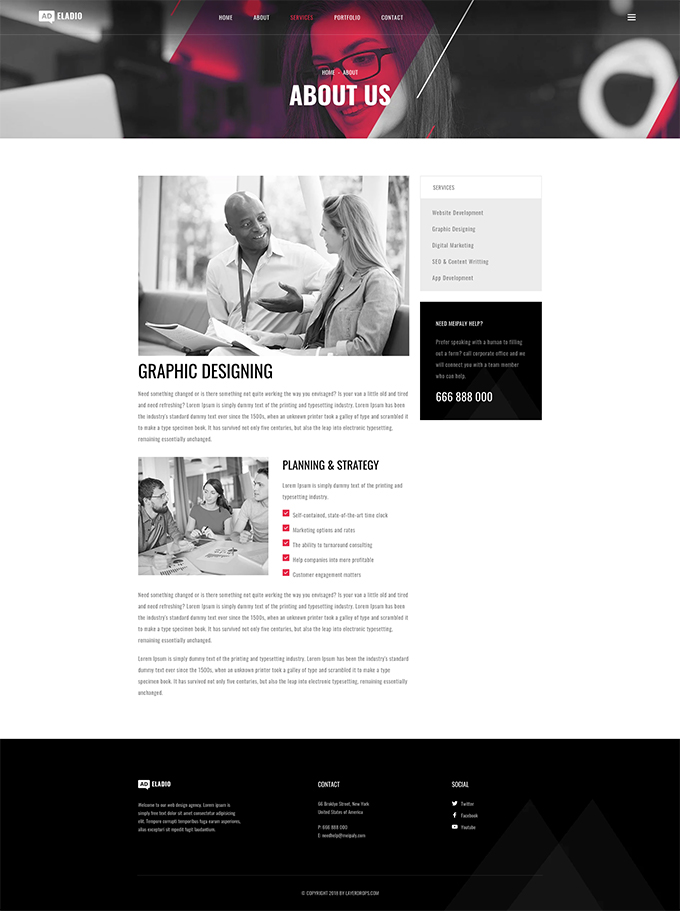 AD ELADIO
HOME ABOUT SERVICES PORTFOLIO CONTACT
HOME - ABOUT
ABOUT US
SERVICES
Website Development
Graphic Designing
Digital Marketing
SEO & Content Writting
App Development
NEED MEIPALY HELP?
Prefer speaking with a human to filling
out a form? call corporate office and we
will connect you with a team member
who can help.
666 888 000
GRAPHIC DESIGNING
Need something changed or is there something not quite working the way you envisaged? Is your van a little old and tired
and need refreshing? Lorem Ipsum is simply dummy text of the printing and typesetting industry. Lorem Ipsum has been
the industry's standard dummy text ever since the 1500s, when an unknown printer took a galley of type and scrambled it
to make a type specimen book. It has survived not only five centuries, but also the leap into electronic typesetting,
remaining essentially unchanged.
PLANNING & STRATEGY
Lorem Ipsum is simply dummy text of the printing and
typesetting industry.
Self-contained, state-of-the-art time clock
Marketing options and rates
The ability to turnaround consulting
Help companies into more profitable
Customer engagement matters
Need something changed or is there something not quite working the way you envisaged? Is your van a little old and tired
and need refreshing? Lorem Ipsum is simply dummy text of the printing and typesetting industry. Lorem Ipsum has been
the industry's standard dummy text ever since the 1500s, when an unknown printer took a galley of type and scrambled it
to make a type specimen book. It has survived not only five centuries, but also the leap into electronic typesetting,
remaining essentially unchanged.
Lorem Ipsum is simply dummy text of the printing and typesetting industry. Lorem Ipsum has been the industry's standard
dummy text ever since the 1500s, when an unknown printer took a galley of type and scrambled it to make a type
specimen book. It has survived not only five centuries, but also the leap into electronic typesetting, remaining essentially
unchanged.
AD ELADIO
Welcome to our web design agency. Lorem ipsum is
simply free text dolor sit amet consectetur adipiscing
elit. Tempore corrupti temporibus fuga earum asperiores,
alias excepturi sit impedit fugit laudantium.
CONTACT
66 Broklyn Street, New York
United States of America
P: 666 888 000
E: needhelp@meipaly.com
SOCIAL
Twitter
Facebook
Youtube
© COPYRIGHT 2018 BY LAYERDROPS.COM